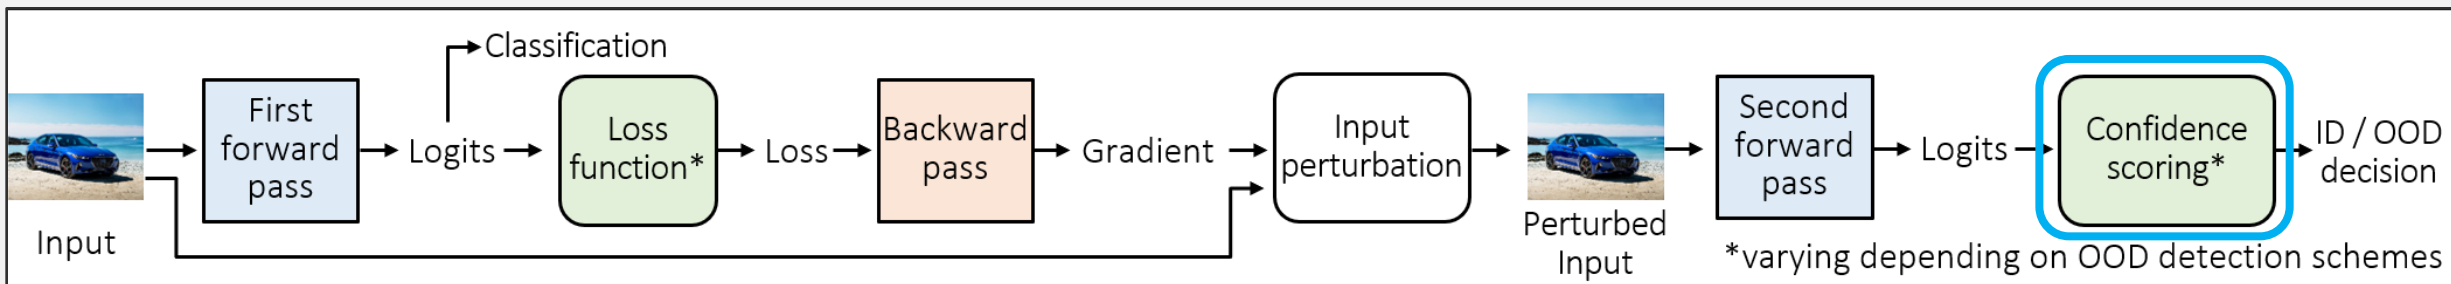 Input
First
forward
pass
Logits
Classification
Loss
function*
Loss
Backward
pass
Gradient
Input
perturbation
Perturbed
Input
Second
forward
pass
Logits
Confidence
scoring*
ID / OOD
decision
*varying depending on OOD detection schemes